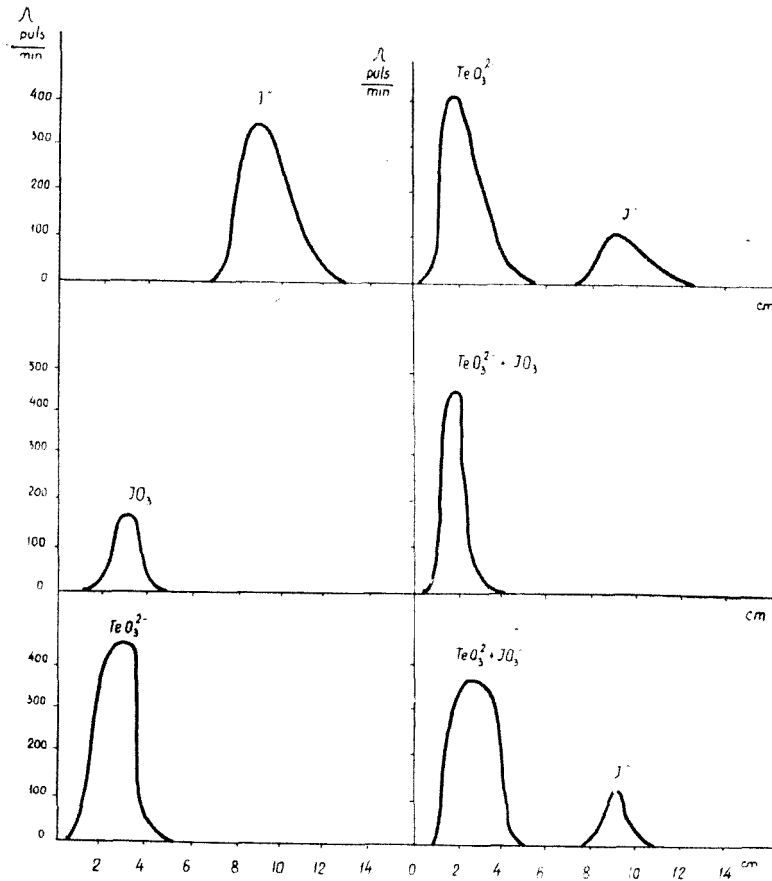 Λ
puls
min
400
300
200
100
0
J⁻
Λ
puls
min
TeO₃²⁻
J⁻
cm
500
400
300
200
100
0
JO₃
TeO₃²⁻ + JO₃
cm
400
300
200
100
0
TeO₃²⁻
2 4 6 8 10 12 14
TeO₃² + JO₃⁻
J⁻
0 2 4 6 8 10 12 14 cm